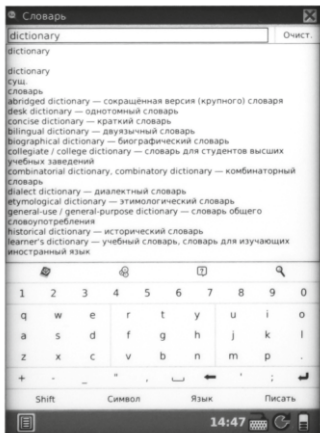 Словарь
dictionary
Очист.
dictionary
dictionary
сущ.
словарь
abridged dictionary — сокращённая версия (крупного) словаря
desk dictionary — однотомный словарь
concise dictionary — краткий словарь
bilingual dictionary — двуязычный словарь
biographical dictionary — биографический словарь
collegiate / college dictionary — словарь для студентов высших
учебных заведений
combinatorial dictionary, combinatory dictionary — комбинаторный
словарь
dialect dictionary — диалектный словарь
etymological dictionary — этимологический словарь
general-use / general-purpose dictionary — словарь общего
словоупотребления
historical dictionary — исторический словарь
learner's dictionary — учебный словарь, словарь для изучающих
иностранный язык
1 2 3 4 5 6 7 8 9 0
q w e r t y u i o
a s d f g h j k l
z x c v b n m p .
+ - _ " , ' ;
Shift Символ Язык Писать
14:47